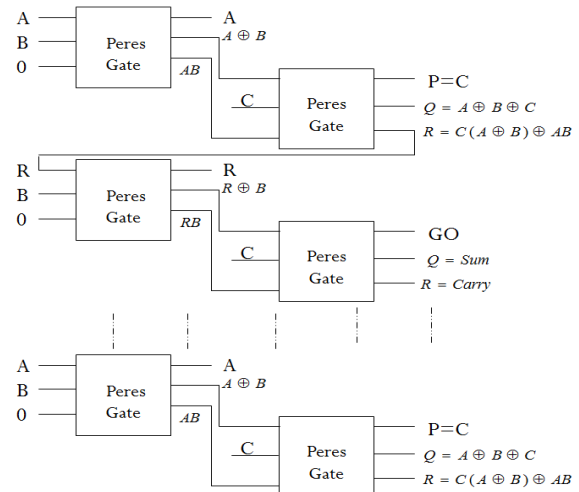 A
A
B
A ⊕ B
Peres
Gate
0
AB
C
Peres
Gate
P=C
Q = A ⊕ B ⊕ C
R = C ( A ⊕ B ) ⊕ AB
R
R
B
R ⊕ B
Peres
Gate
0
RB
C
Peres
Gate
GO
Q = Sum
R = Carry
A
A
B
A ⊕ B
Peres
Gate
0
AB
C
Peres
Gate
P=C
Q = A ⊕ B ⊕ C
R = C ( A ⊕ B ) ⊕ AB